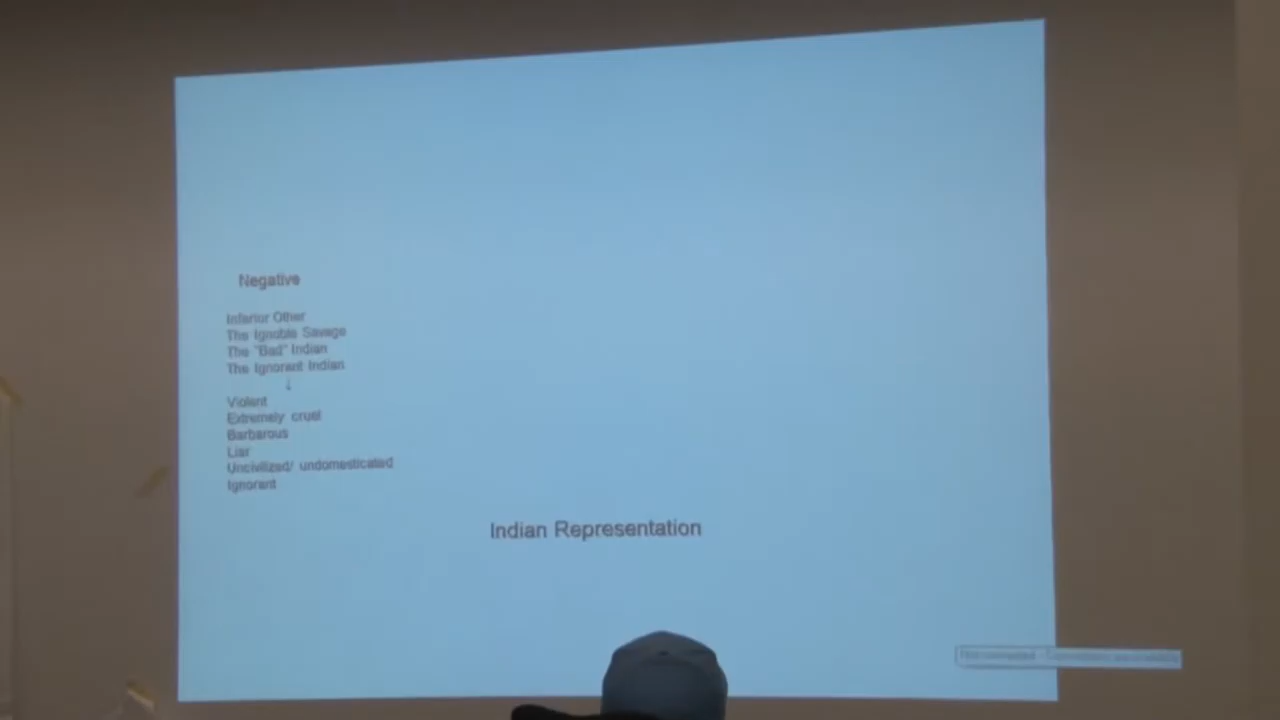 Negative
Inferior Other
The Ignoble Savage
The "Bad" Indian
The Ignorant Indian
↓
Violent
Extremely cruel
Barbarous
Liar
Uncivilized/ undomesticated
Ignorant
Indian Representation